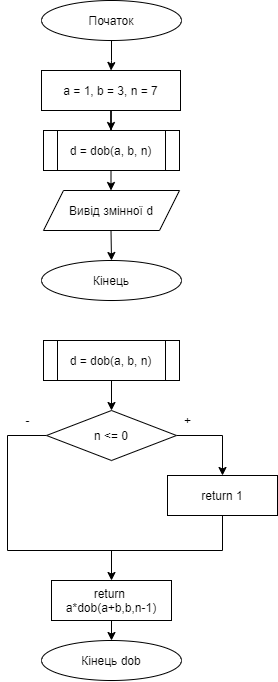 Початок
a = 1, b = 3, n = 7
d = dob(a, b, n)
Вивід змінної d
Кінець
d = dob(a, b, n)
-
+
n <= 0
return 1
return
a*dob(a+b,b,n-1)
Кінець dob